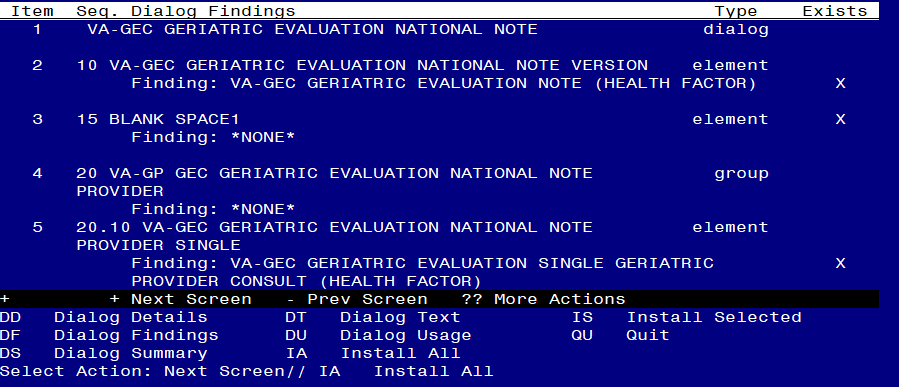 Item  Seq. Dialog Findings  Type  Exists
1  VA-GEC GERIATRIC EVALUATION NATIONAL NOTE  dialog
2  10 VA-GEC GERIATRIC EVALUATION NATIONAL NOTE VERSION  element
Finding: VA-GEC GERIATRIC EVALUATION NOTE (HEALTH FACTOR)  X
3  15 BLANK SPACE1  element  X
Finding: *NONE*
4  20 VA-GP GEC GERIATRIC EVALUATION NATIONAL NOTE  group
PROVIDER
Finding: *NONE*
5  20.10 VA-GEC GERIATRIC EVALUATION NATIONAL NOTE  element
PROVIDER SINGLE
Finding: VA-GEC GERIATRIC EVALUATION SINGLE GERIATRIC  X
PROVIDER CONSULT (HEALTH FACTOR)
+  + Next Screen  - Prev Screen  ?? More Actions
DD  Dialog Details  DT  Dialog Text  IS  Install Selected
DF  Dialog Findings  DU  Dialog Usage  QU  Quit
DS  Dialog Summary  IA  Install All
Select Action: Next Screen// IA  Install All